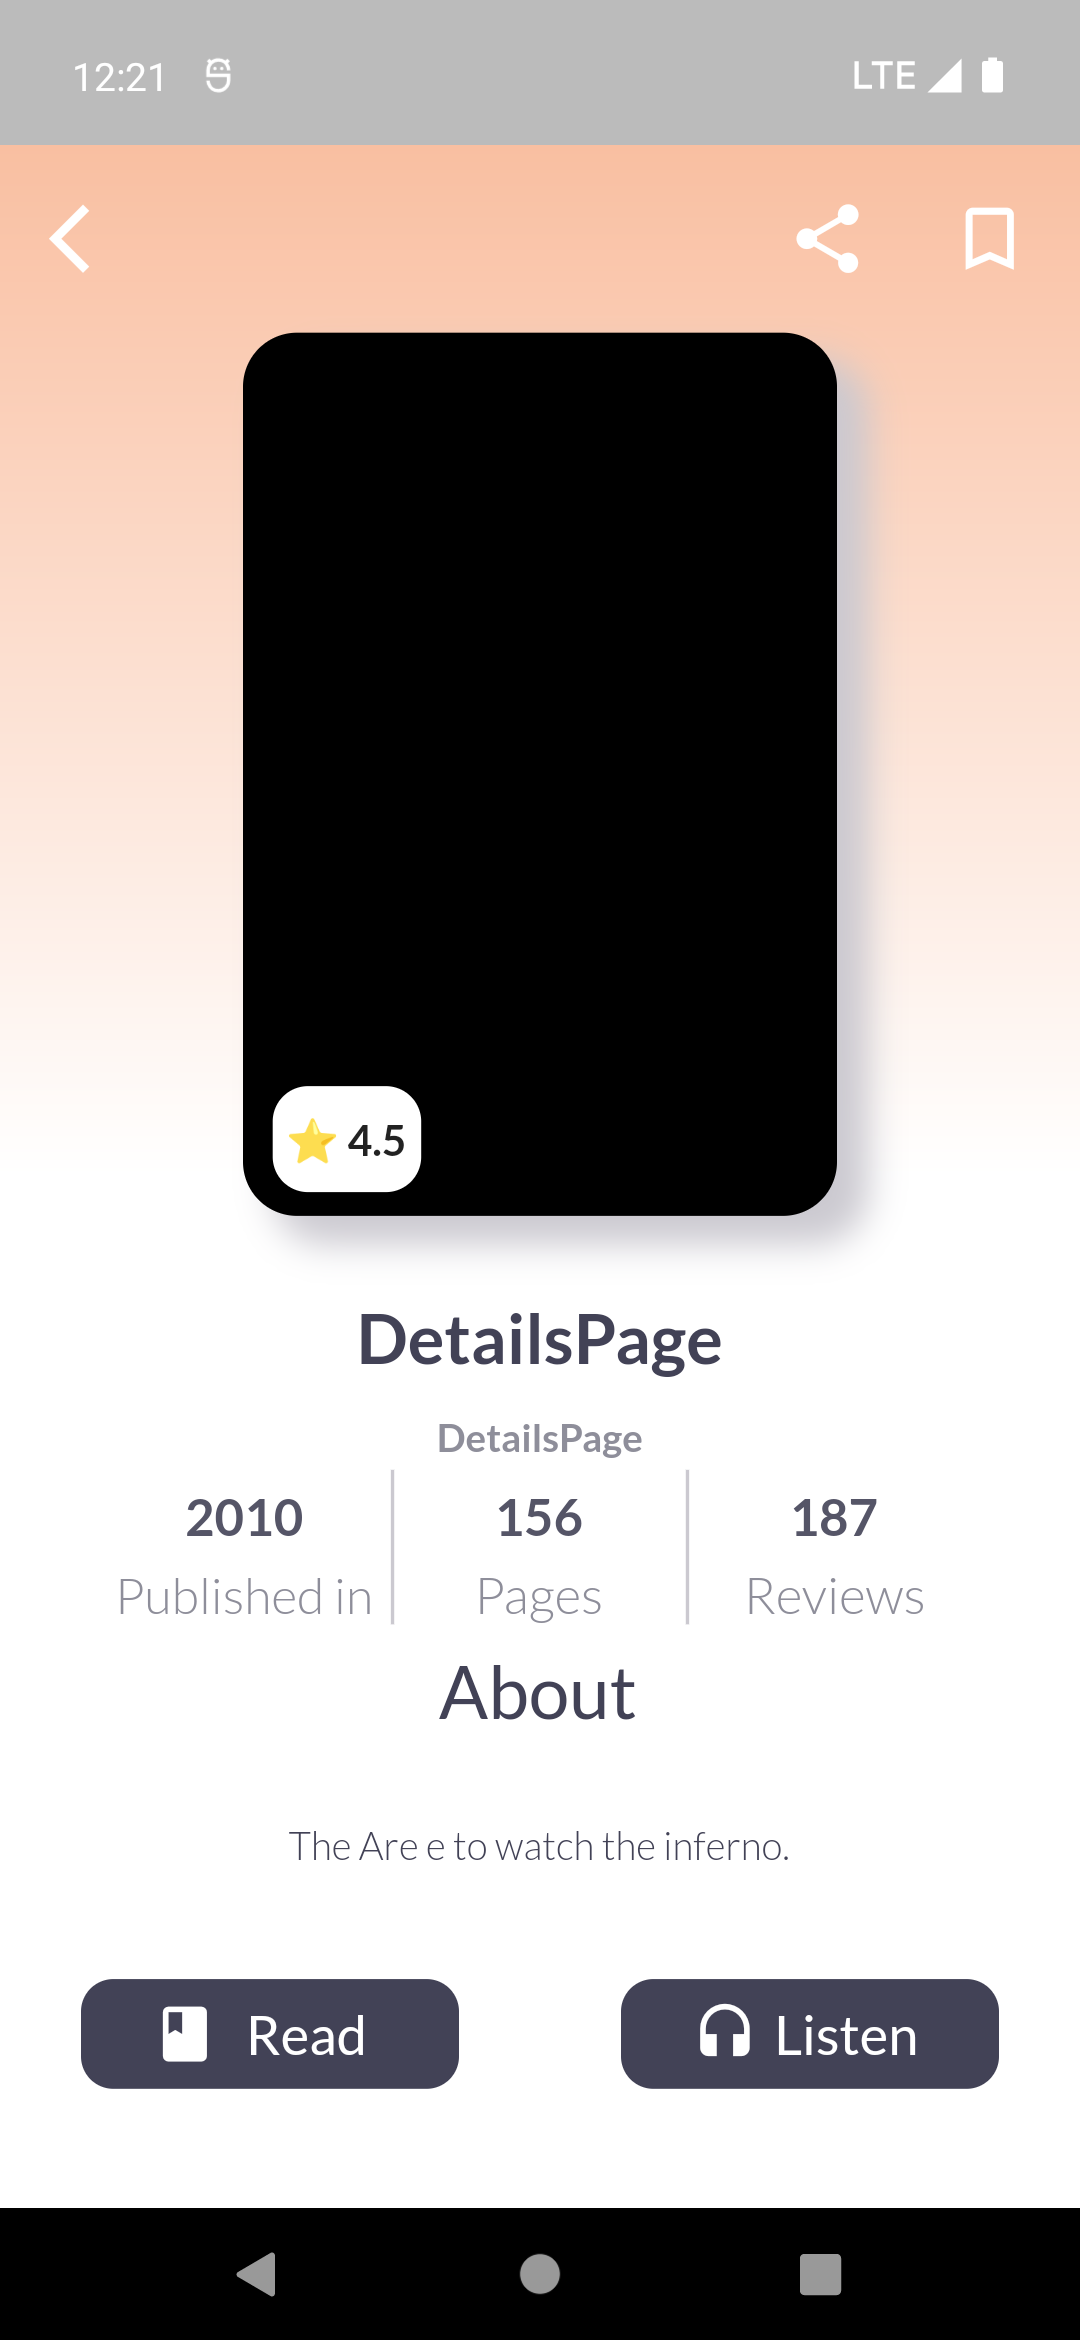 12:21 LTE
⭐ 4.5
DetailsPage
DetailsPage
2010 156 187
Published in Pages Reviews
About
The Are e to watch the inferno.
Read Listen